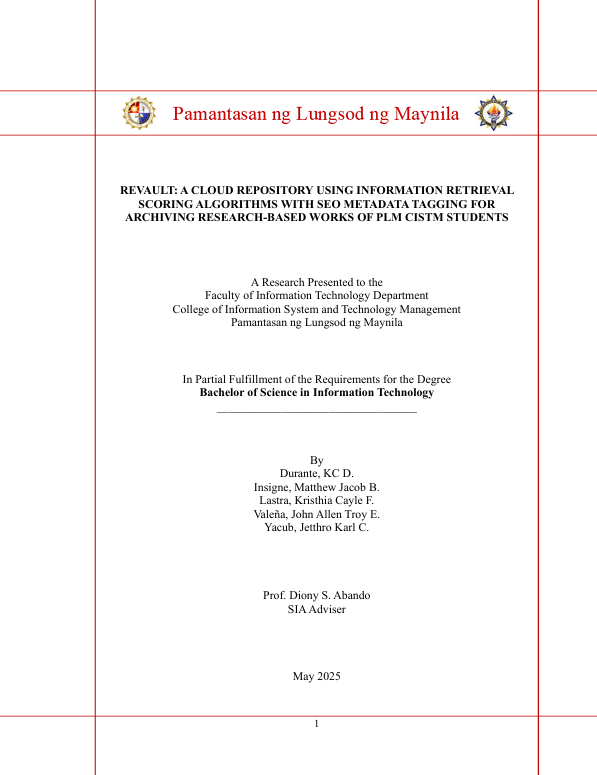 Pamantasan ng Lungsod ng Maynila
REVAULT: A CLOUD REPOSITORY USING INFORMATION RETRIEVAL
SCORING ALGORITHMS WITH SEO METADATA TAGGING FOR
ARCHIVING RESEARCH-BASED WORKS OF PLM CISTM STUDENTS
A Research Presented to the
Faculty of Information Technology Department
College of Information System and Technology Management
Pamantasan ng Lungsod ng Maynila
In Partial Fulfillment of the Requirements for the Degree
Bachelor of Science in Information Technology
By
Durante, KC D.
Insigne, Matthew Jacob B.
Lastra, Kristhia Cayle F.
Valeña, John Allen Troy E.
Yacub, Jetthro Karl C.
Prof. Diony S. Abando
SIA Adviser
May 2025
1